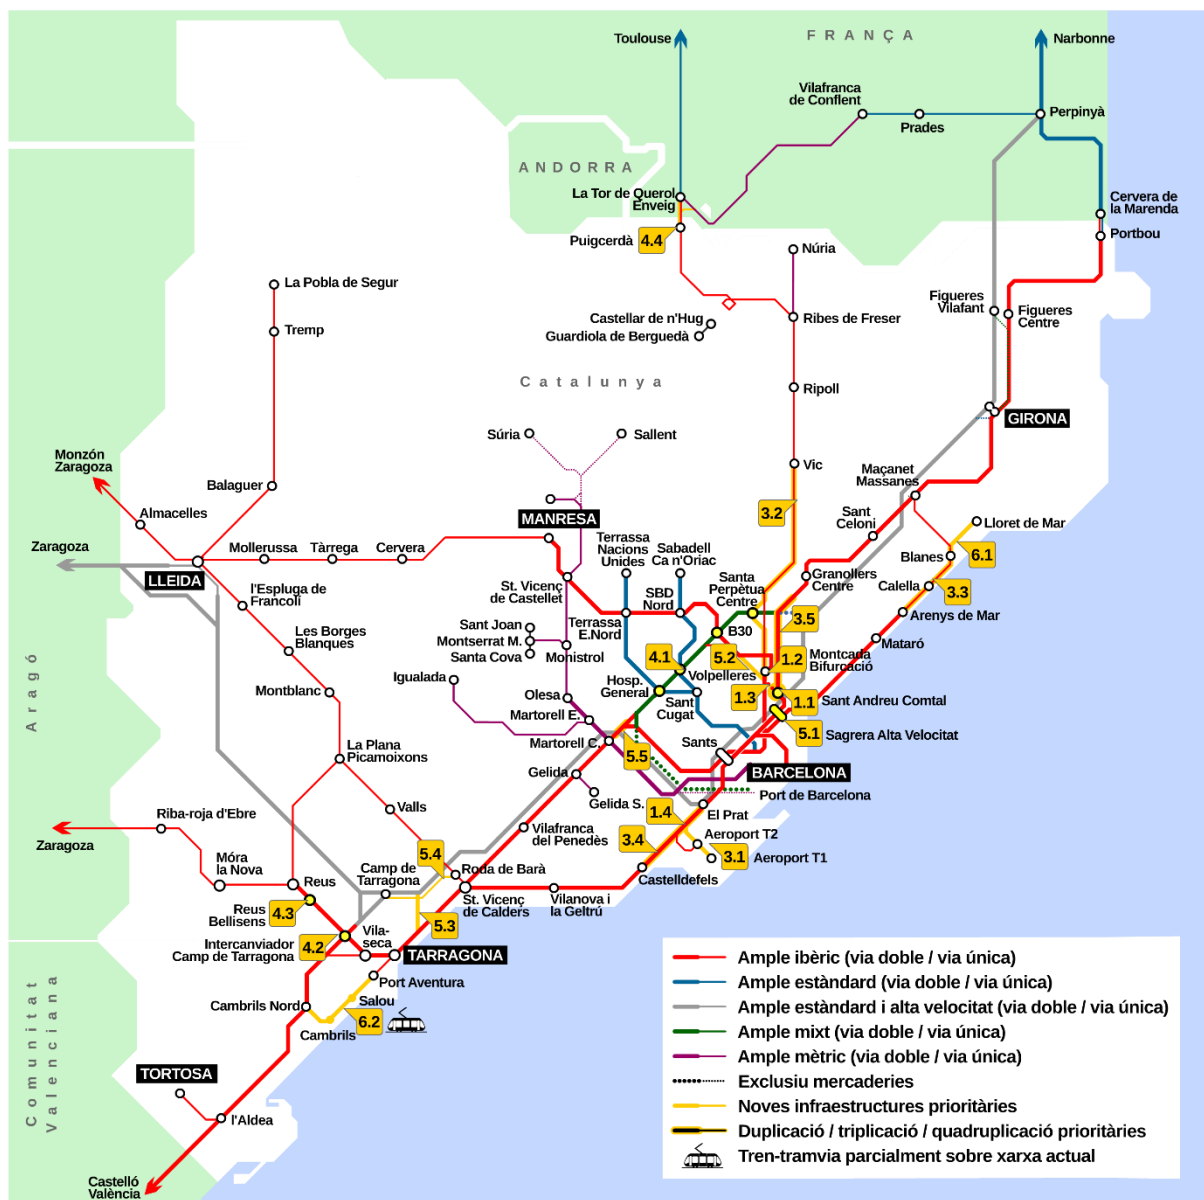 FRANÇA
Toulouse
Narbonne
Vilafranca
de Conflent
Prades
Perpinyà
ANDORRA
La Tor de Querol
Enveig
Cervera de
la Marenda
Puigcerdà
4.4
Portbou
Núria
La Pobla de Segur
Tremp
Figueres
Vilafant
Figueres
Centre
Castellar de n'Hug
Guardiola de Berguedà
Ribes de Freser
Catalunya
Ripoll
GIRONA
Súria
Sallent
Monzón
Zaragoza
Vic
Maçanet
Massanes
Balaguer
Almacelles
MANRESA
3.2
Sant
Celoni
Lloret de Mar
Zaragoza
Mollerussa
Tàrrega
Cervera
Terrassa
Nacions
Unides
Sabadell
Ca n'Oriac
Blanes
6.1
LLEIDA
St. Vicenç
de Castellet
Santa
Perpètua
Centre
Granollers
Centre
Calella
3.3
l'Espluga de
Francolí
SBD
Nord
Arenys de Mar
Sant Joan
Montserrat M.
Santa Cova
Terrassa
E.Nord
B30
3.5
Les Borges
Blanques
Monistrol
Mataró
4.1
Volpelleres
5.2
1.2
Montcada
Bifurcació
Aragó
Igualada
Montblanc
Olesa
Hosp.
General
Sant
Cugat
1.3
1.1
Sant Andreu Comtal
Martorell E.
Martorell C.
5.1
Sagrera Alta Velocitat
La Plana
Picamoixons
5.5
Sants
BARCELONA
Gelida
Gelida S.
Port de Barcelona
Riba-roja d'Ebre
Valls
1.4
El Prat
Zaragoza
Vilafranca
del Penedès
3.4
Aeroport T2
3.1
Aeroport T1
Móra
la Nova
5.4
Camp de
Tarragona
Roda de Barà
Castelldefels
Reus
St. Vicenç
de Calders
Vilanova i
la Geltrú
Reus
Bellisens
4.3
5.3
Intercanviador
Camp de Tarragona
4.2
Vila-
seca
TARRAGONA
Port Aventura
Cambrils Nord
Salou
6.2
Cambrils
Comunitat
Valenciana
TORTOSA
l'Aldea
Castelló
València
Ample ibèric (via doble / via única)
Ample estàndard (via doble / via única)
Ample estàndard i alta velocitat (via doble / via única)
Ample mixt (via doble / via única)
Ample mètric (via doble / via única)
Exclusiu mercaderies
Noves infraestructures prioritàries
Duplicació / triplicació / quadruplicació prioritàries
Tren-tramvia parcialment sobre xarxa actual